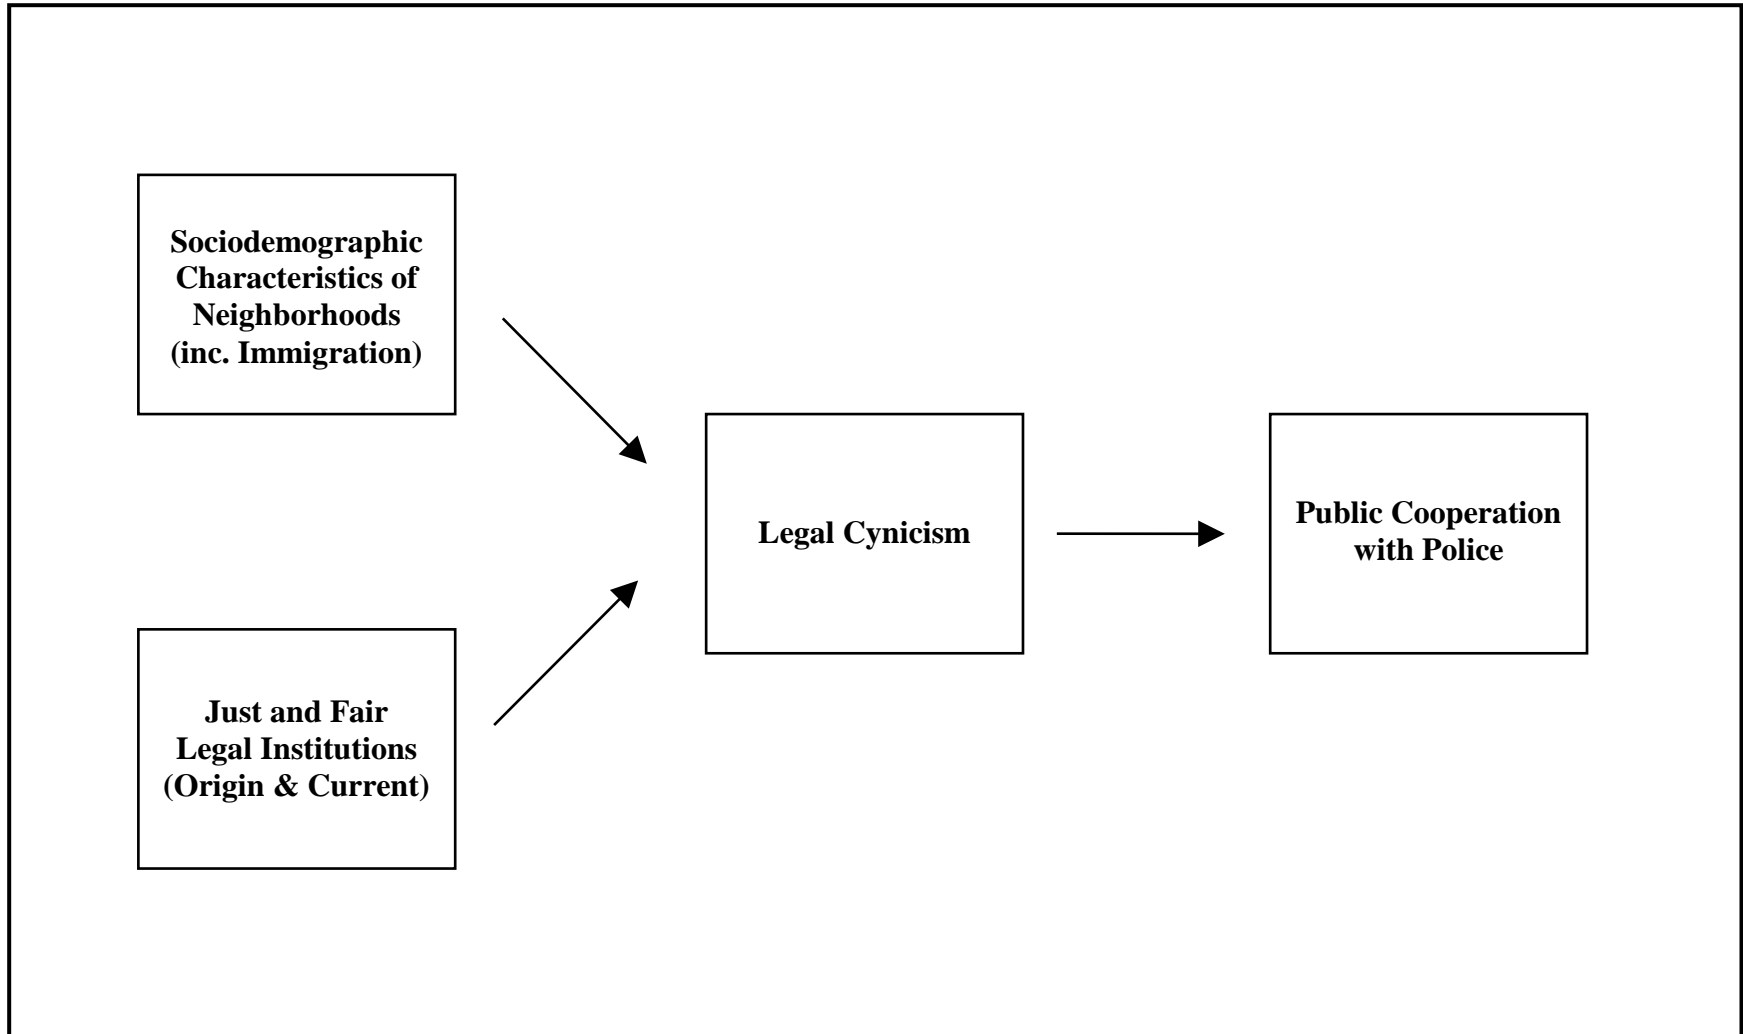 Sociodemographic
Characteristics of
Neighborhoods
(inc. Immigration)
Legal Cynicism
Public Cooperation
with Police
Just and Fair
Legal Institutions
(Origin & Current)